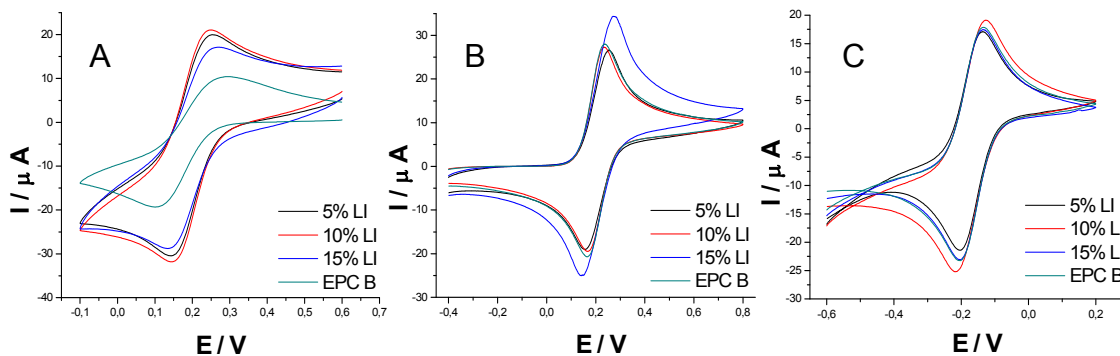 A
I / µ A
20
10
0
-10
-20
-30
-40
-0,1 0,0 0,1 0,2 0,3 0,4 0,5 0,6 0,7
E / V
5% LI
10% LI
15% LI
EPC B
B
I / µ A
30
20
10
0
-10
-20
-30
-0,4 -0,2 0,0 0,2 0,4 0,6 0,8
E / V
5% LI
10% LI
15% LI
EPC B
C
I / µ A
20
15
10
5
0
-5
-10
-15
-20
-25
-30
-0,6 -0,4 -0,2 0,0 0,2
E / V
5% LI
10% L
15% L
EPC B